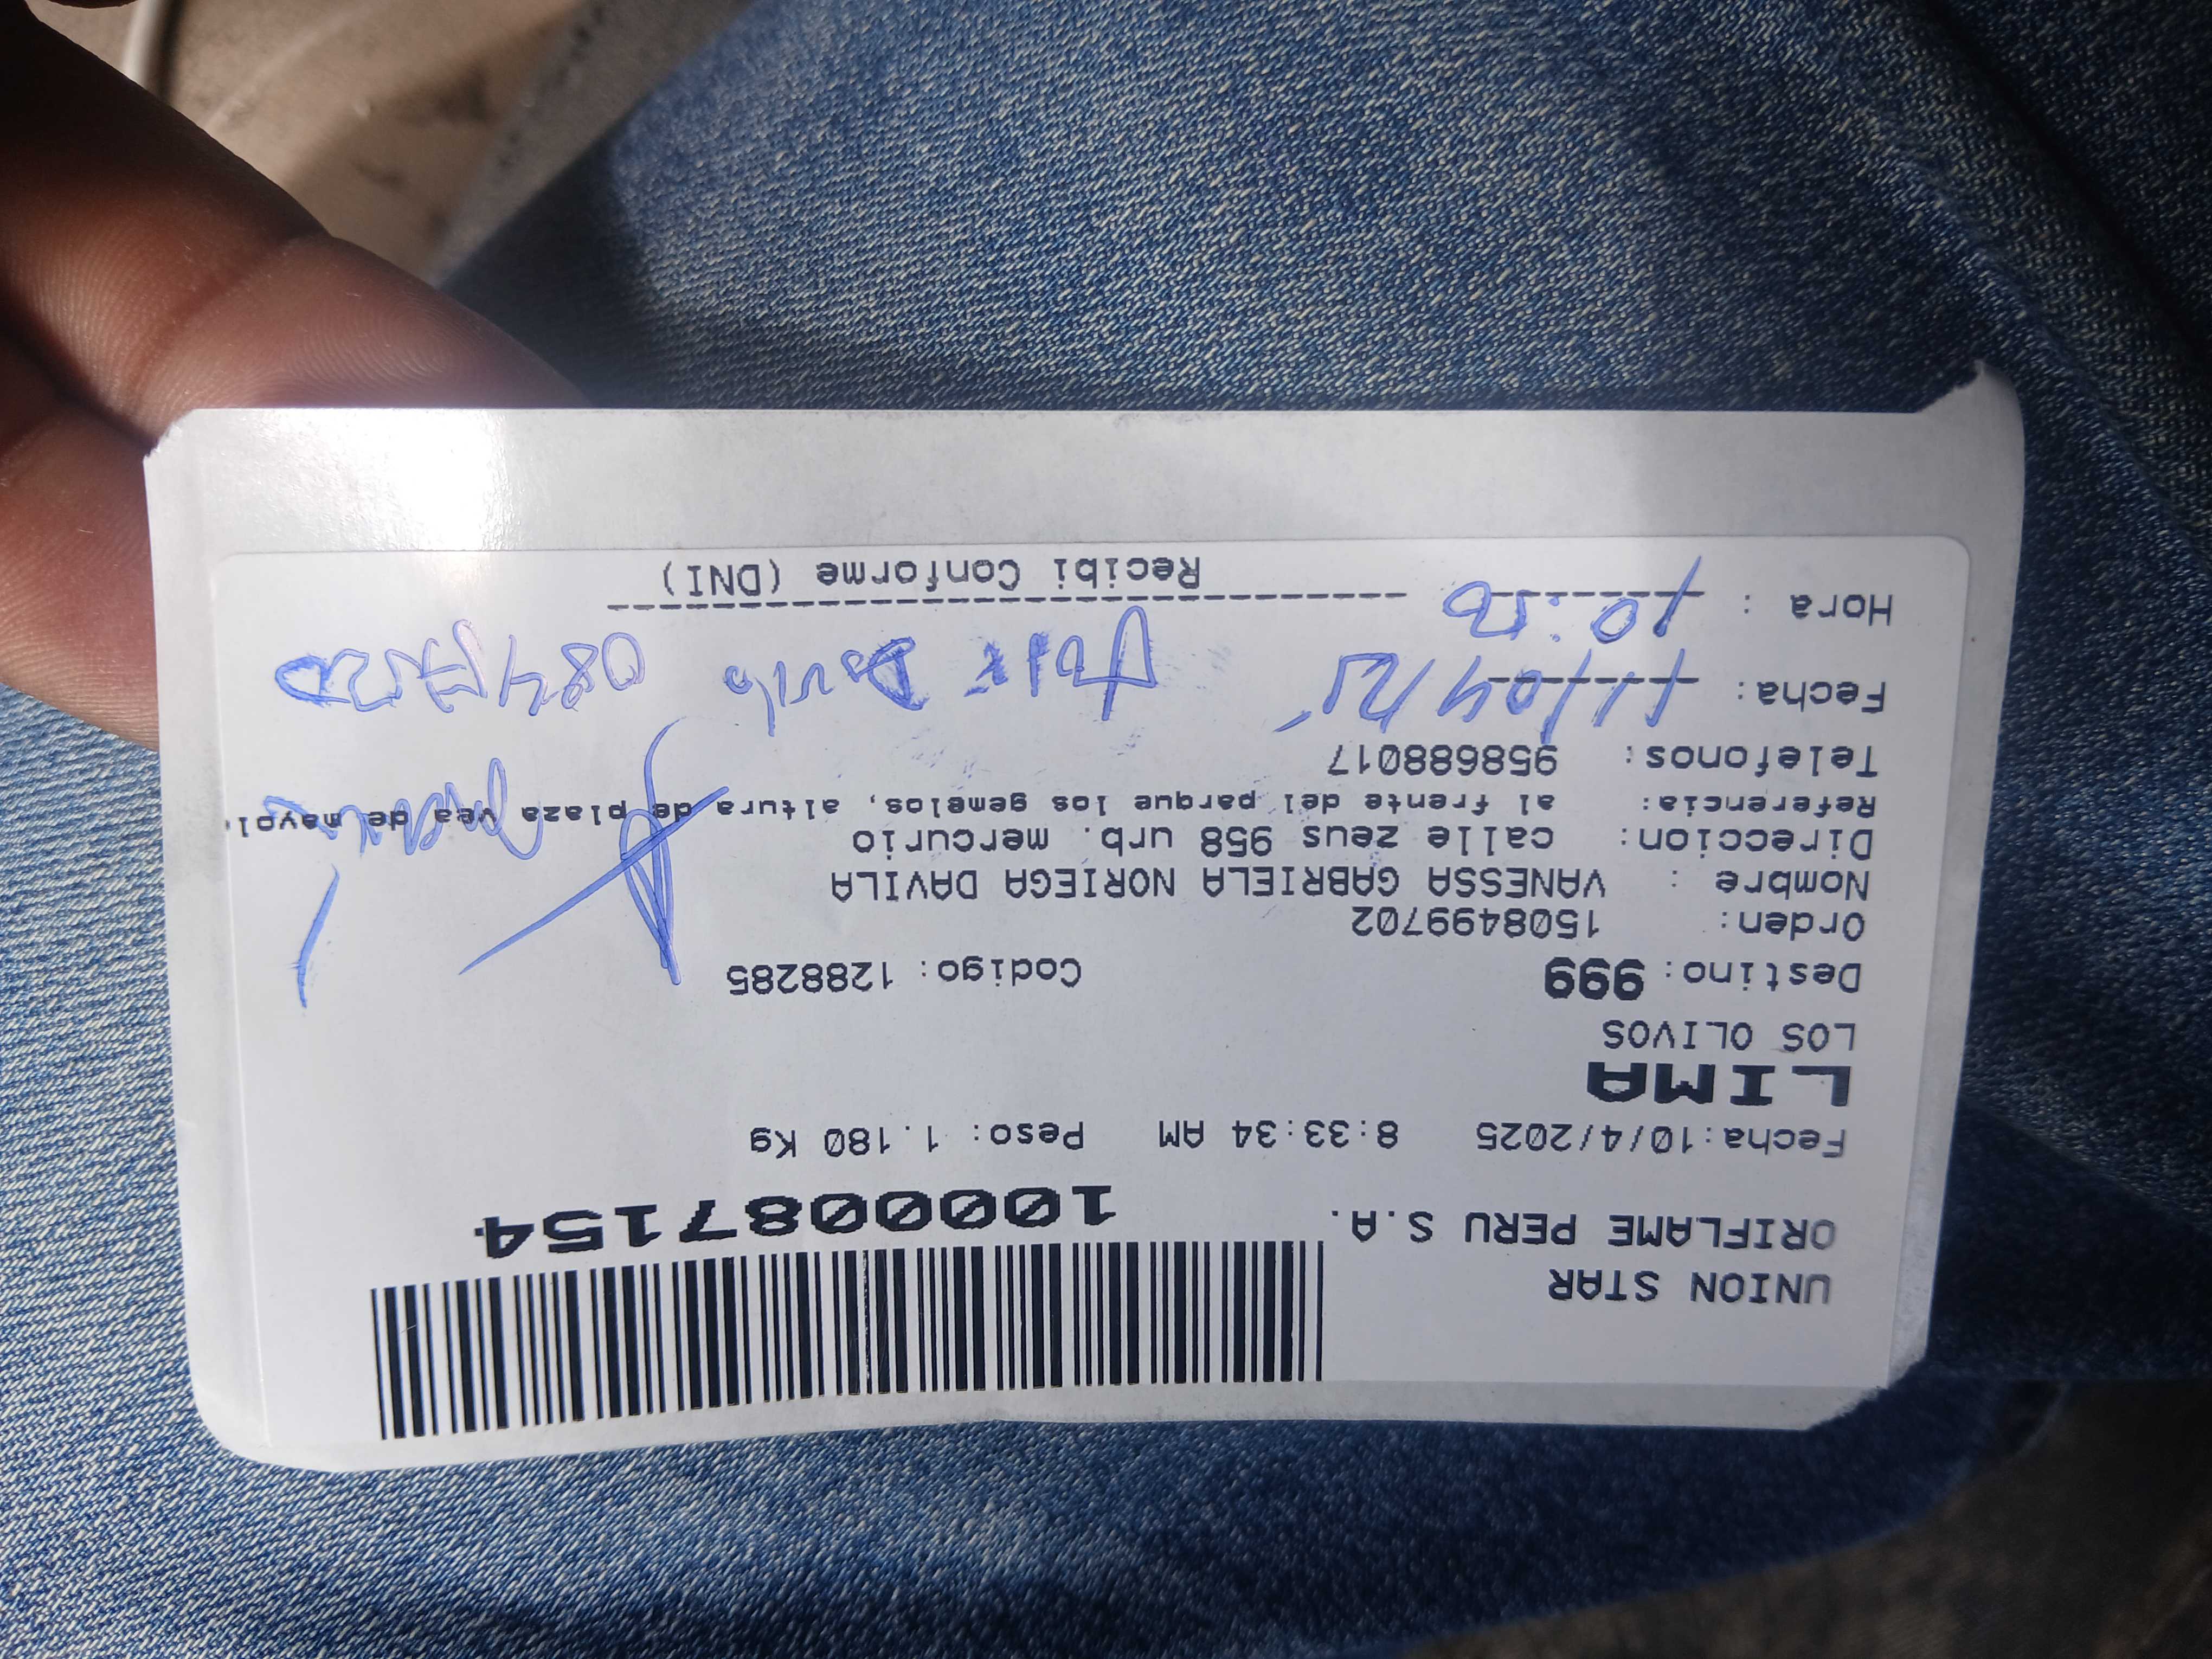 UNION STAR
ORIFLAME PERU S.A.
1000087154
Fecha:10/4/2025 8:33:34 AM Peso: 1.180 Kg
LIMA
LOS OLIVOS
Destino: 999 Codigo: 1288285
Orden: 1508499702
Nombre : VANESSA GABRIELA NORIEGA DAVILA
Direccion: calle zeus 958 urb. mercurio
Referencia: al frente del parque los gemelos, altura de plaza vea de mayol
Telefonos: 958688017
Fecha: 11/04/25
Hora : 10:50
Recibi Conforme (DNI)